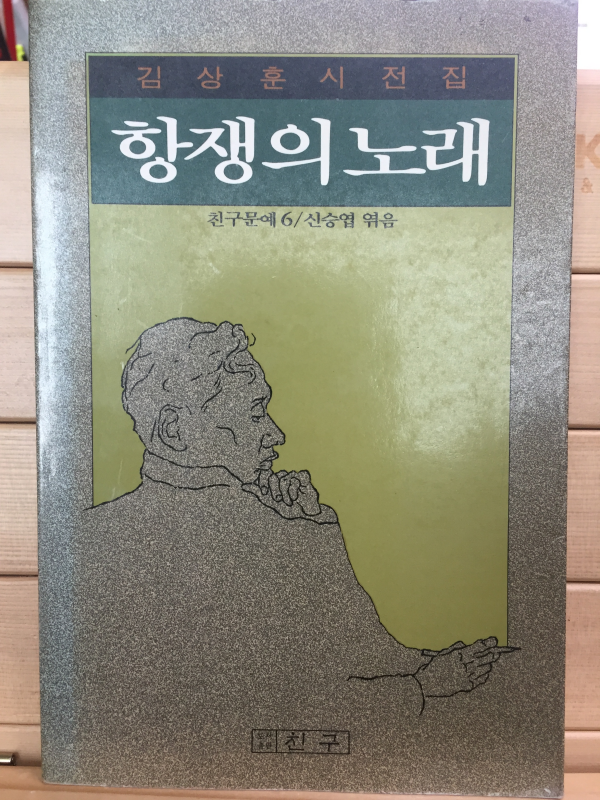 김상훈시전집
항쟁의 노래
친구문예 6/신승엽 엮음
친구
K
&